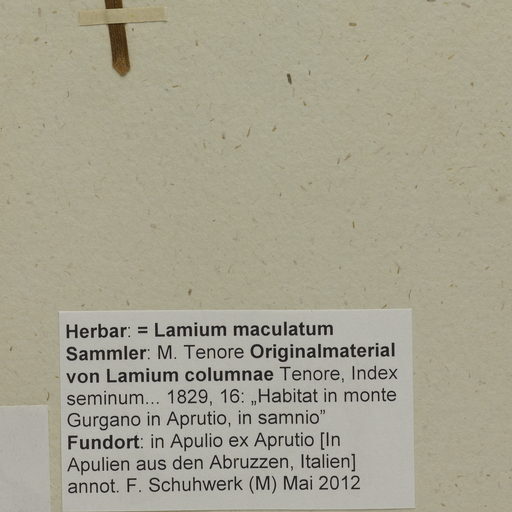 Herbar: = Lamium maculatum
Sammler: M. Tenore Originalmaterial
von Lamium columnae Tenore, Index
seminum... 1829, 16: „Habitat in monte
Gurgano in Aprutio, in samnio”
Fundort: in Apulio ex Aprutio [In
Apulien aus den Abruzzen, Italien]
annot. F. Schuhwerk (M) Mai 2012